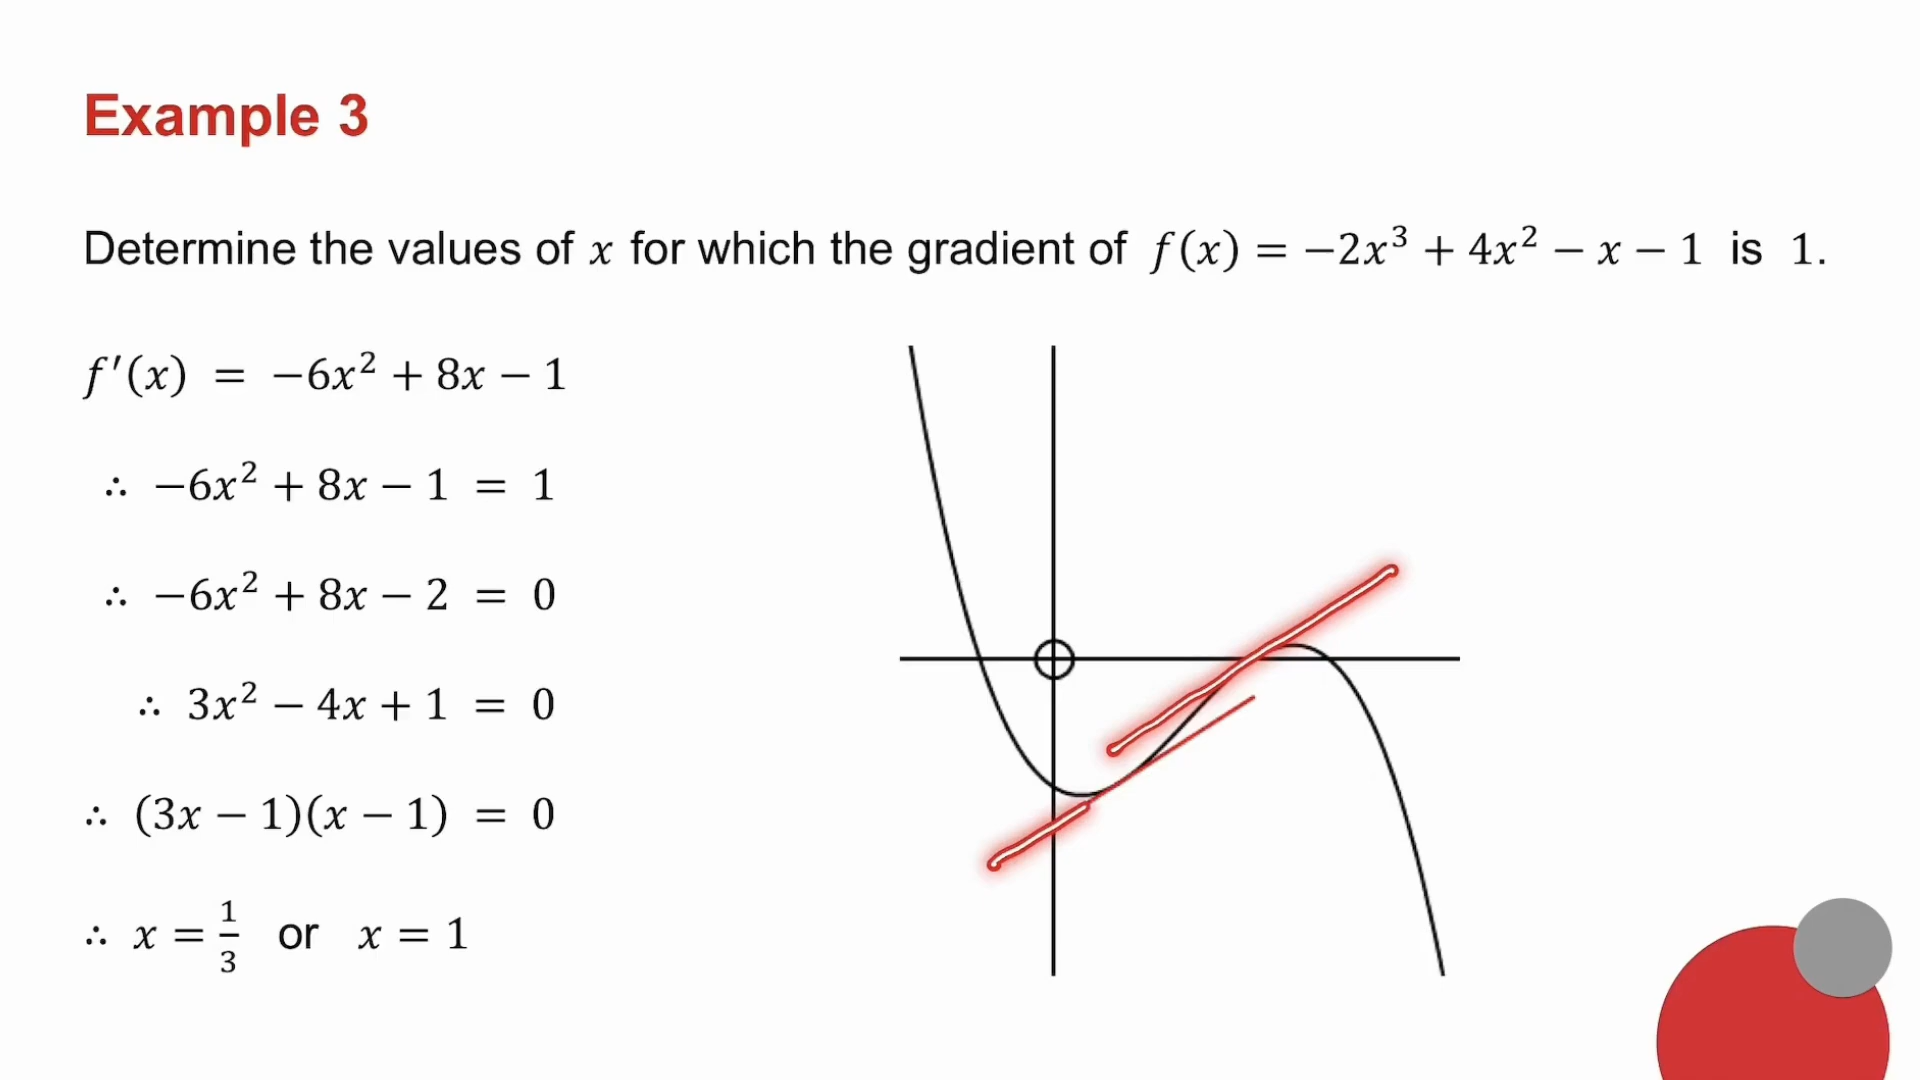 Example 3
Determine the values of x for which the gradient of f(x) = −2x³ + 4x² − x − 1 is 1.
f′(x) = −6x² + 8x − 1
∴ −6x² + 8x − 1 = 1
∴ −6x² + 8x − 2 = 0
∴ 3x² − 4x + 1 = 0
∴ (3x − 1)(x − 1) = 0
∴ x = 1/3 or x = 1